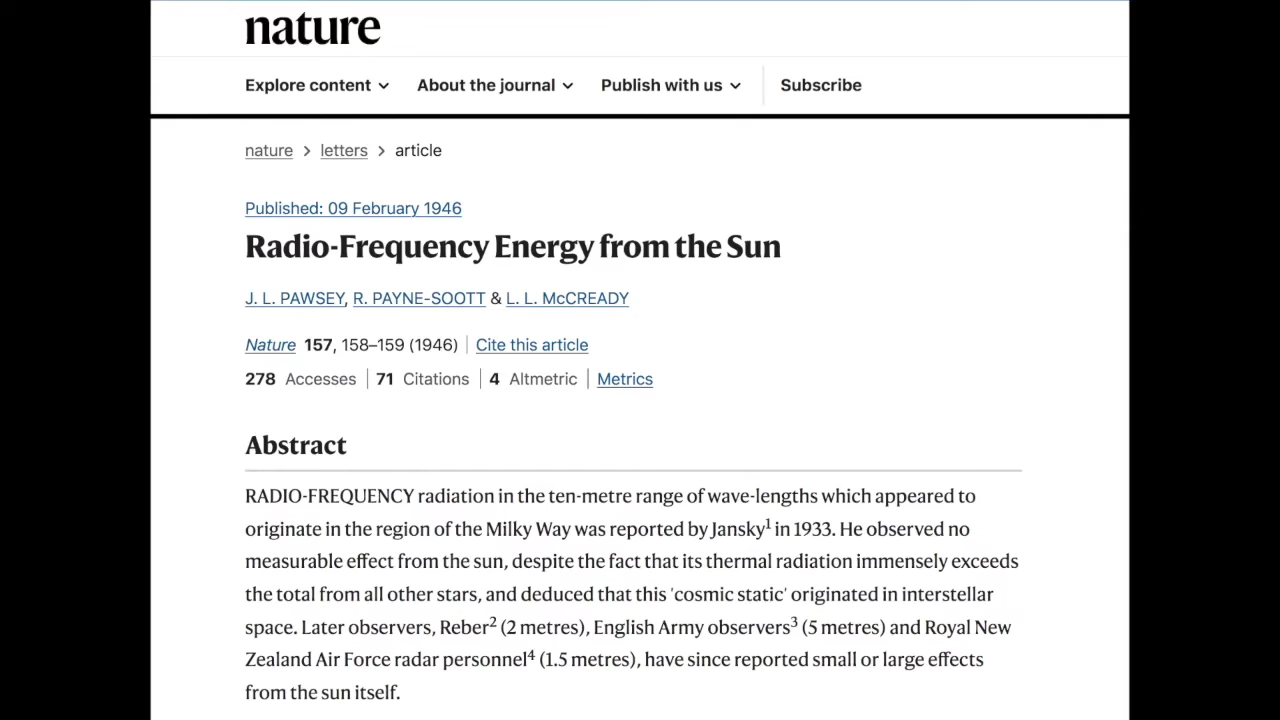 nature
Explore content About the journal Publish with us Subscribe
nature > letters > article
Published: 09 February 1946
Radio-Frequency Energy from the Sun
J. L. PAWSEY, R. PAYNE-SOOTT & L. L. McCREADY
Nature 157, 158–159 (1946) | Cite this article
278 Accesses | 71 Citations | 4 Altmetric | Metrics
Abstract
RADIO-FREQUENCY radiation in the ten-metre range of wave-lengths which appeared to
originate in the region of the Milky Way was reported by Jansky1 in 1933. He observed no
measurable effect from the sun, despite the fact that its thermal radiation immensely exceeds
the total from all other stars, and deduced that this 'cosmic static' originated in interstellar
space. Later observers, Reber2 (2 metres), English Army observers3 (5 metres) and Royal New
Zealand Air Force radar personnel4 (1.5 metres), have since reported small or large effects
from the sun itself.